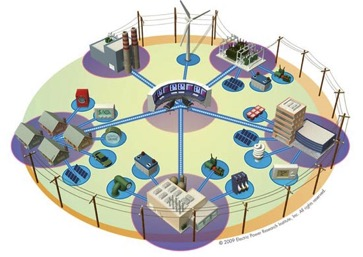 © 2009 Electric Power Research Institute, Inc. All rights reserved.